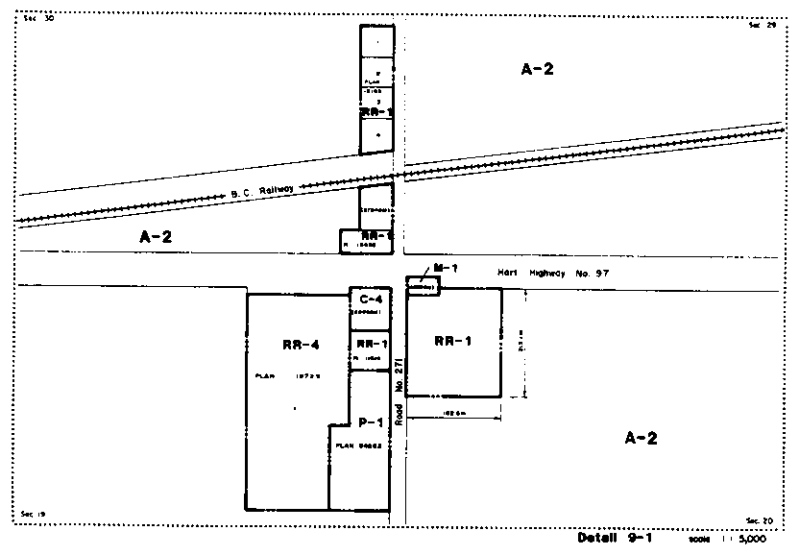 Sec. 30
Sec. 29
A-2
PLAN
RR-1
B. C. Railway
A-2
RR-1
M-1
Hart Highway No. 97
C-4
RR-4
RR-1
RR-1
PLAN
Road No. 271
P-1
PLAN
A-2
Sec. 19
Sec. 20
Detail 9-1 scale 1: 5,000